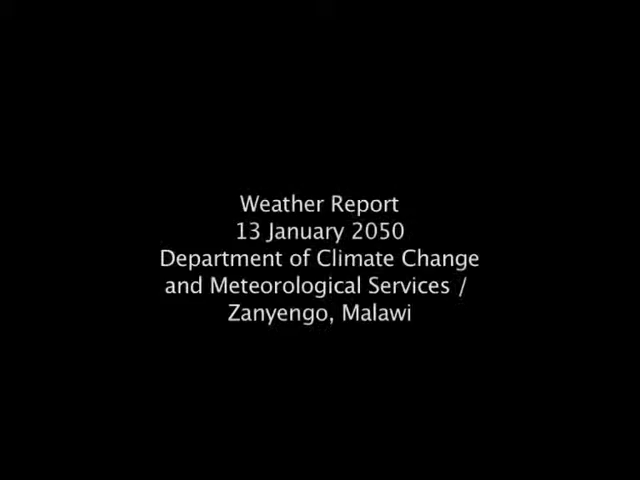 Weather Report
13 January 2050
Department of Climate Change
and Meteorological Services /
Zanyengo, Malawi